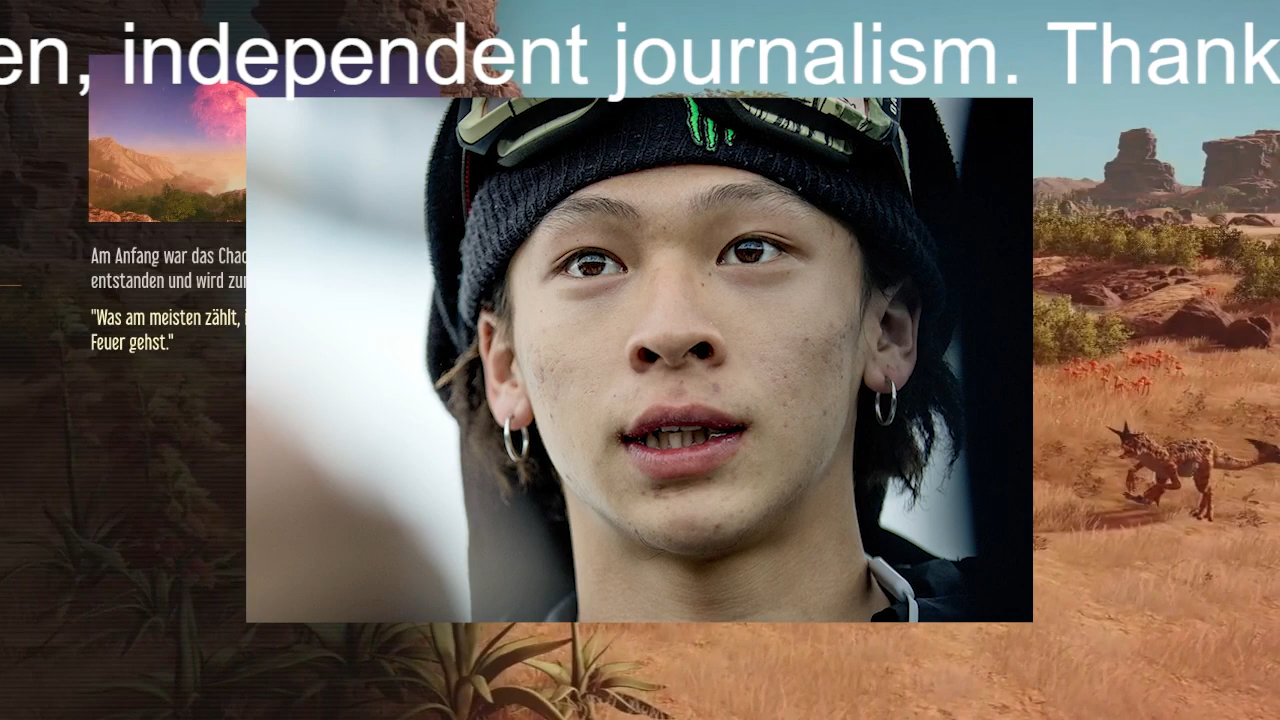 en, independent journalism. Thank
Am Anfang war das Chao
entstanden und wird zur
"Was am meisten zählt, i
Feuer gehst."